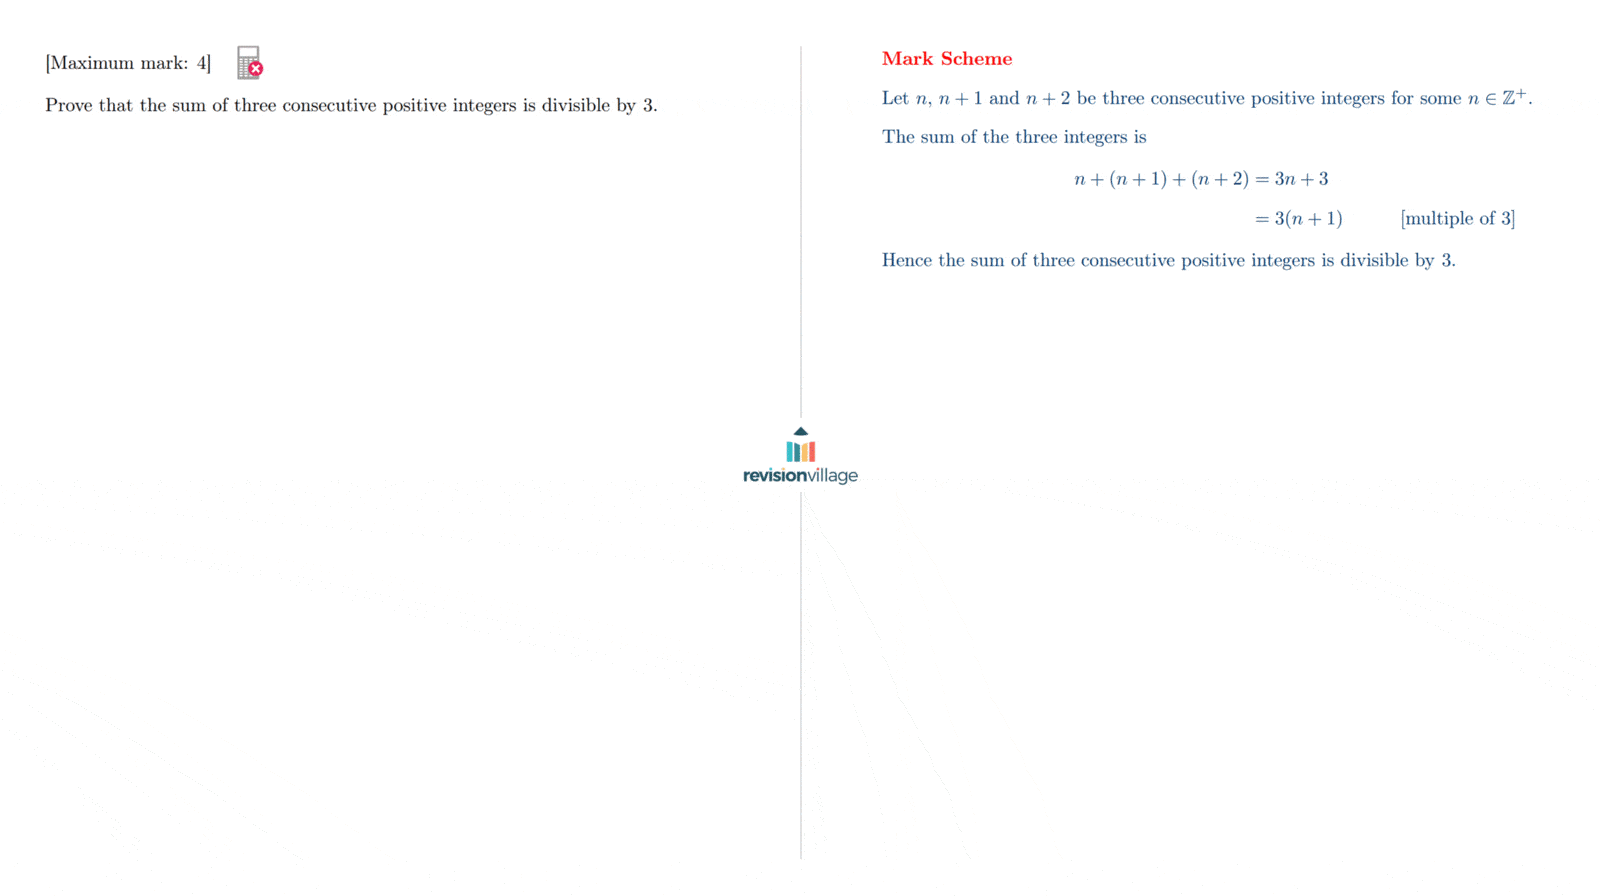 [Maximum mark: 4]
Prove that the sum of three consecutive positive integers is divisible by 3.
Mark Scheme
Let n, n + 1 and n + 2 be three consecutive positive integers for some n ∈ ℤ⁺.
The sum of the three integers is
n + (n + 1) + (n + 2) = 3n + 3
= 3(n + 1) [multiple of 3]
Hence the sum of three consecutive positive integers is divisible by 3.
revisionvillage